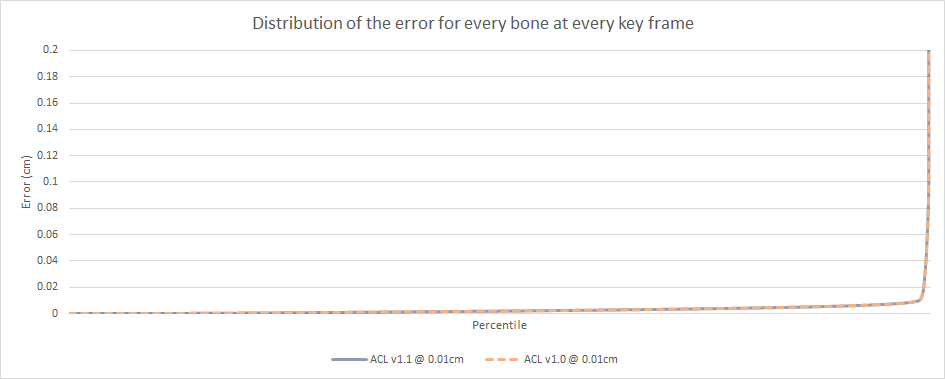 Distribution of the error for every bone at every key frame
0.2
0.18
0.16
0.14
0.12
0.1
0.08
0.06
0.04
0.02
0
Error (cm)
Percentile
ACL v1.1 @ 0.01cm
ACL v1.0 @ 0.01cm